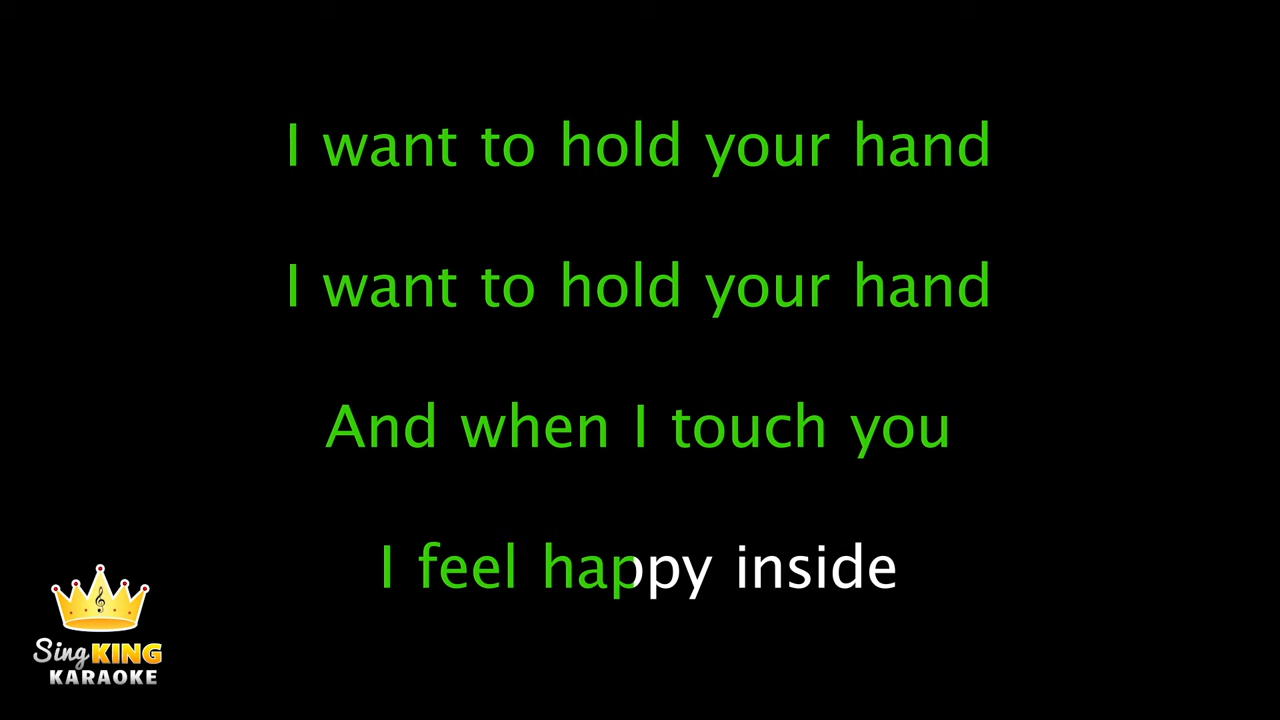 I want to hold your hand
I want to hold your hand
And when I touch you
I feel happy inside
Sing KING
KARAOKE